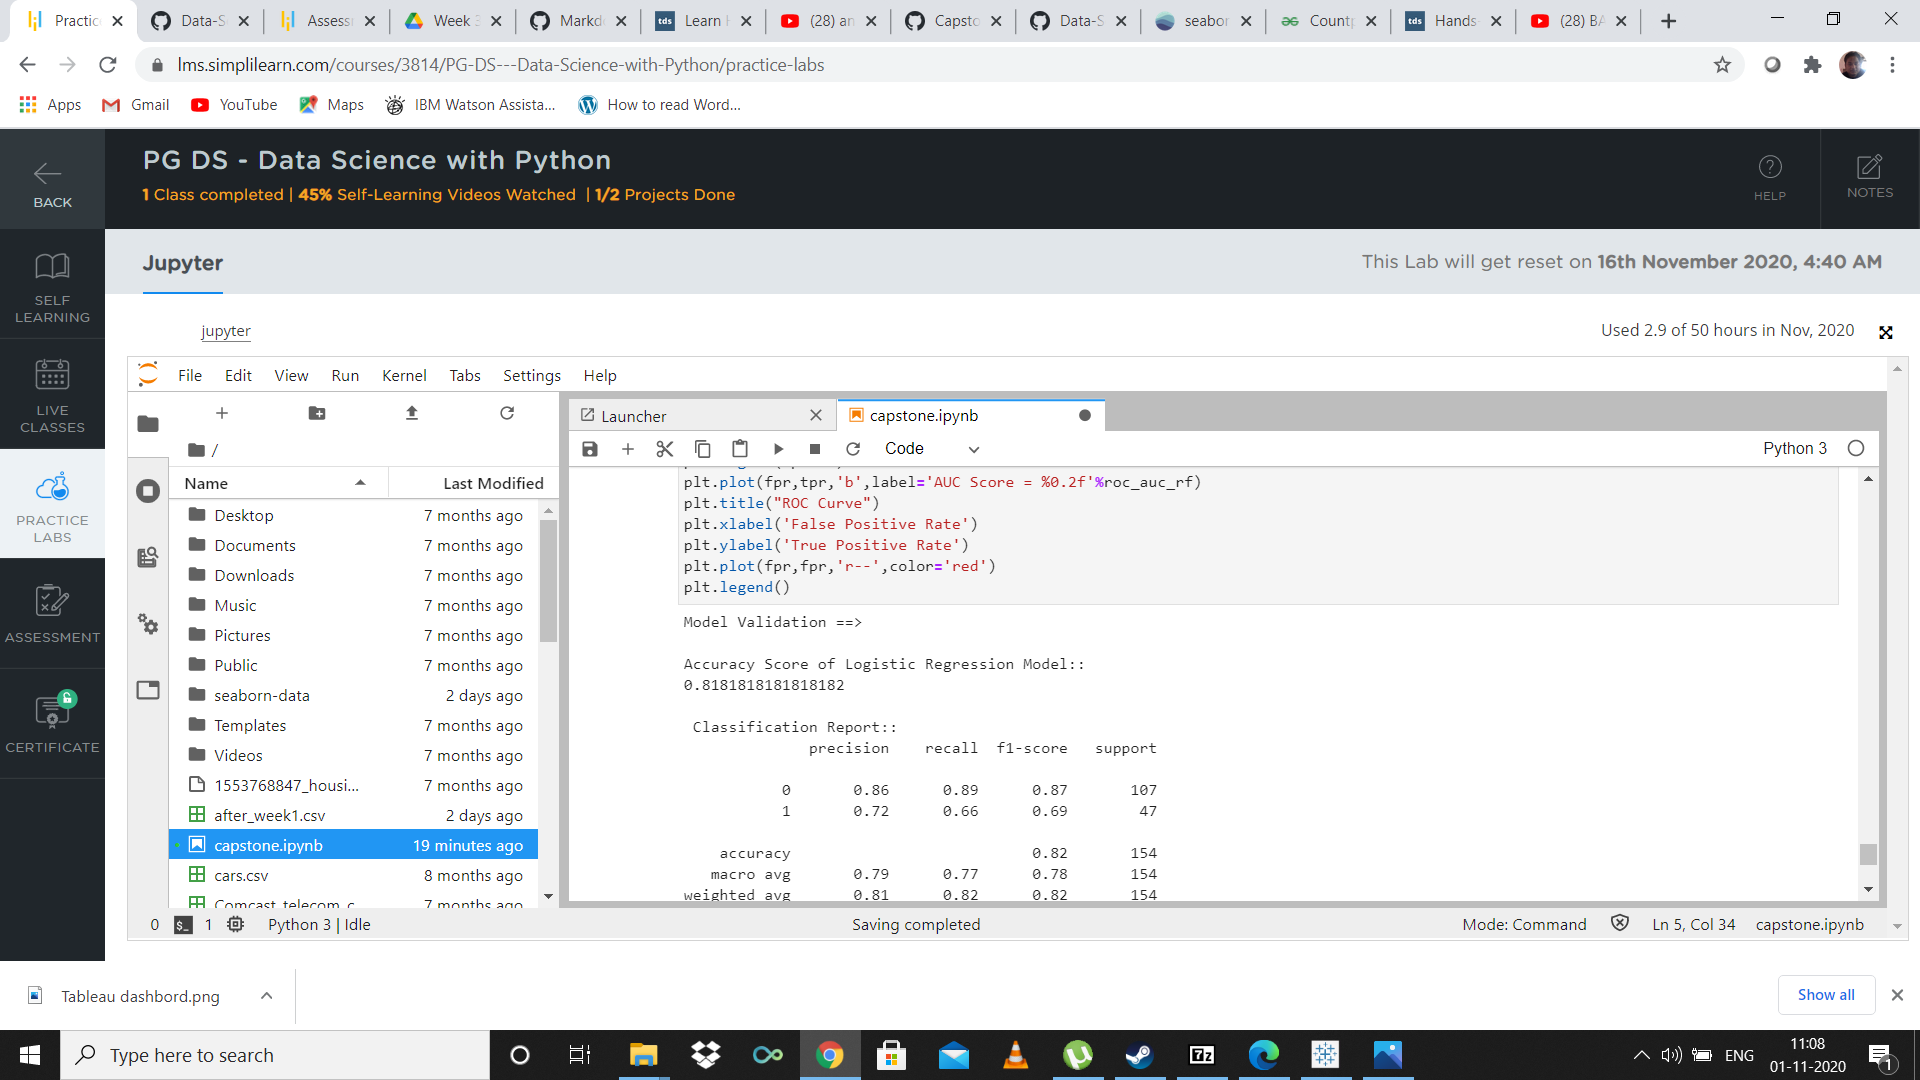 Practic
Data-S
Assess
Week 3
Markd
Learn
(28) an
Capsto
Data-S
seabor
Count
Hands
(28) BA
lms.simplilearn.com/courses/3814/PG-DS---Data-Science-with-Python/practice-labs
Apps
Gmail
YouTube
Maps
IBM Watson Assista...
How to read Word...
BACK
PG DS - Data Science with Python
1 Class completed | 45% Self-Learning Videos Watched | 1/2 Projects Done
HELP
NOTES
SELF
LEARNING
LIVE
CLASSES
PRACTICE
LABS
ASSESSMENT
CERTIFICATE
Jupyter
This Lab will get reset on 16th November 2020, 4:40 AM
jupyter
Used 2.9 of 50 hours in Nov, 2020
File Edit View Run Kernel Tabs Settings Help
/
Name Last Modified
Desktop 7 months ago
Documents 7 months ago
Downloads 7 months ago
Music 7 months ago
Pictures 7 months ago
Public 7 months ago
seaborn-data 2 days ago
Templates 7 months ago
Videos 7 months ago
1553768847_housi... 7 months ago
after_week1.csv 2 days ago
capstone.ipynb 19 minutes ago
cars.csv 8 months ago
Comcast_telecom_c 7 months ago
Launcher
capstone.ipynb
Code
Python 3
plt.plot(fpr,tpr,'b',label='AUC Score = %0.2f'%roc_auc_rf)
plt.title("ROC Curve")
plt.xlabel('False Positive Rate')
plt.ylabel('True Positive Rate')
plt.plot(fpr,fpr,'r--',color='red')
plt.legend()
Model Validation ==>
Accuracy Score of Logistic Regression Model::
0.8181818181818182
Classification Report::
precision recall f1-score support
0 0.86 0.89 0.87 107
1 0.72 0.66 0.69 47
accuracy 0.82 154
macro avg 0.79 0.77 0.78 154
weighted avg 0.81 0.82 0.82 154
0 $_ 1 Python 3 | Idle
Saving completed
Mode: Command
Ln 5, Col 34
capstone.ipynb
Tableau dashbord.png
Show all
Type here to search
ENG
11:08
01-11-2020
1